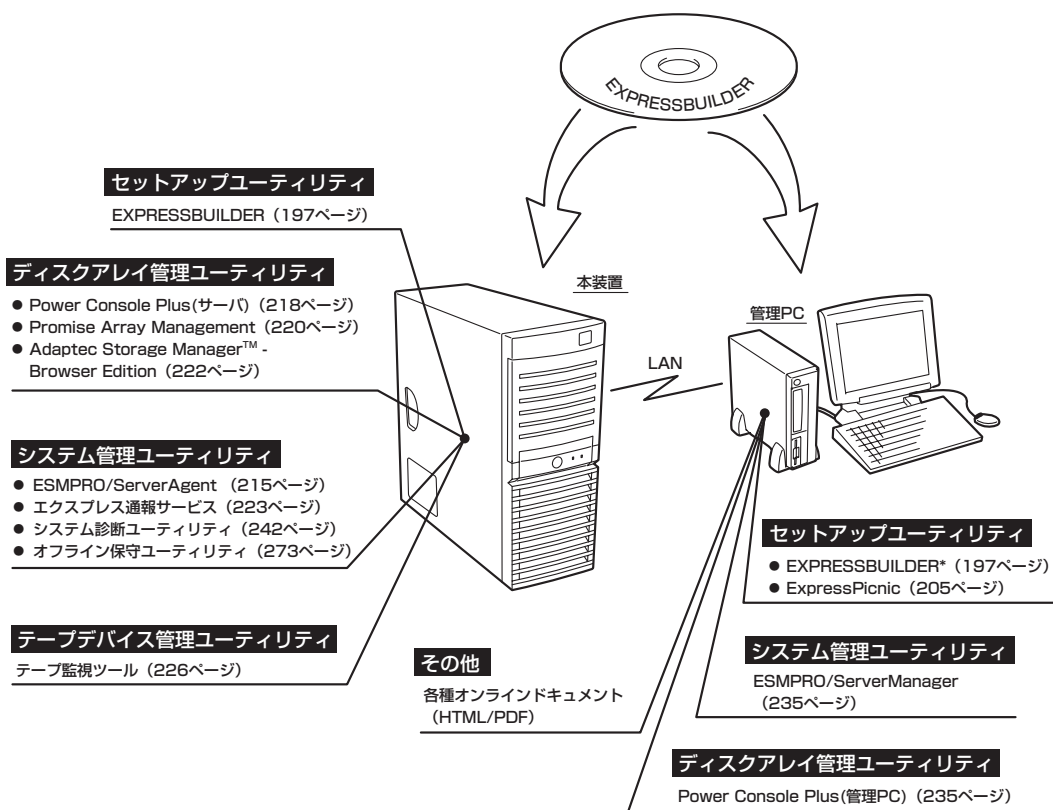 EXPRESSBUILDER
セットアップユーティリティ
EXPRESSBUILDER（197ページ）
ディスクアレイ管理ユーティリティ
● Power Console Plus(サーバ)（218ページ）
● Promise Array Management（220ページ）
● Adaptec Storage Manager™ -
Browser Edition（222ページ）
システム管理ユーティリティ
● ESMPRO/ServerAgent （215ページ）
● エクスプレス通報サービス（223ページ）
● システム診断ユーティリティ（242ページ）
● オフライン保守ユーティリティ（273ページ）
テープデバイス管理ユーティリティ
テープ監視ツール（226ページ）
本装置
LAN
管理PC
セットアップユーティリティ
● EXPRESSBUILDER*（197ページ）
● ExpressPicnic（205ページ）
システム管理ユーティリティ
ESMPRO/ServerManager
（235ページ）
その他
各種オンラインドキュメント
（HTML/PDF）
ディスクアレイ管理ユーティリティ
Power Console Plus(管理PC)（235ページ）